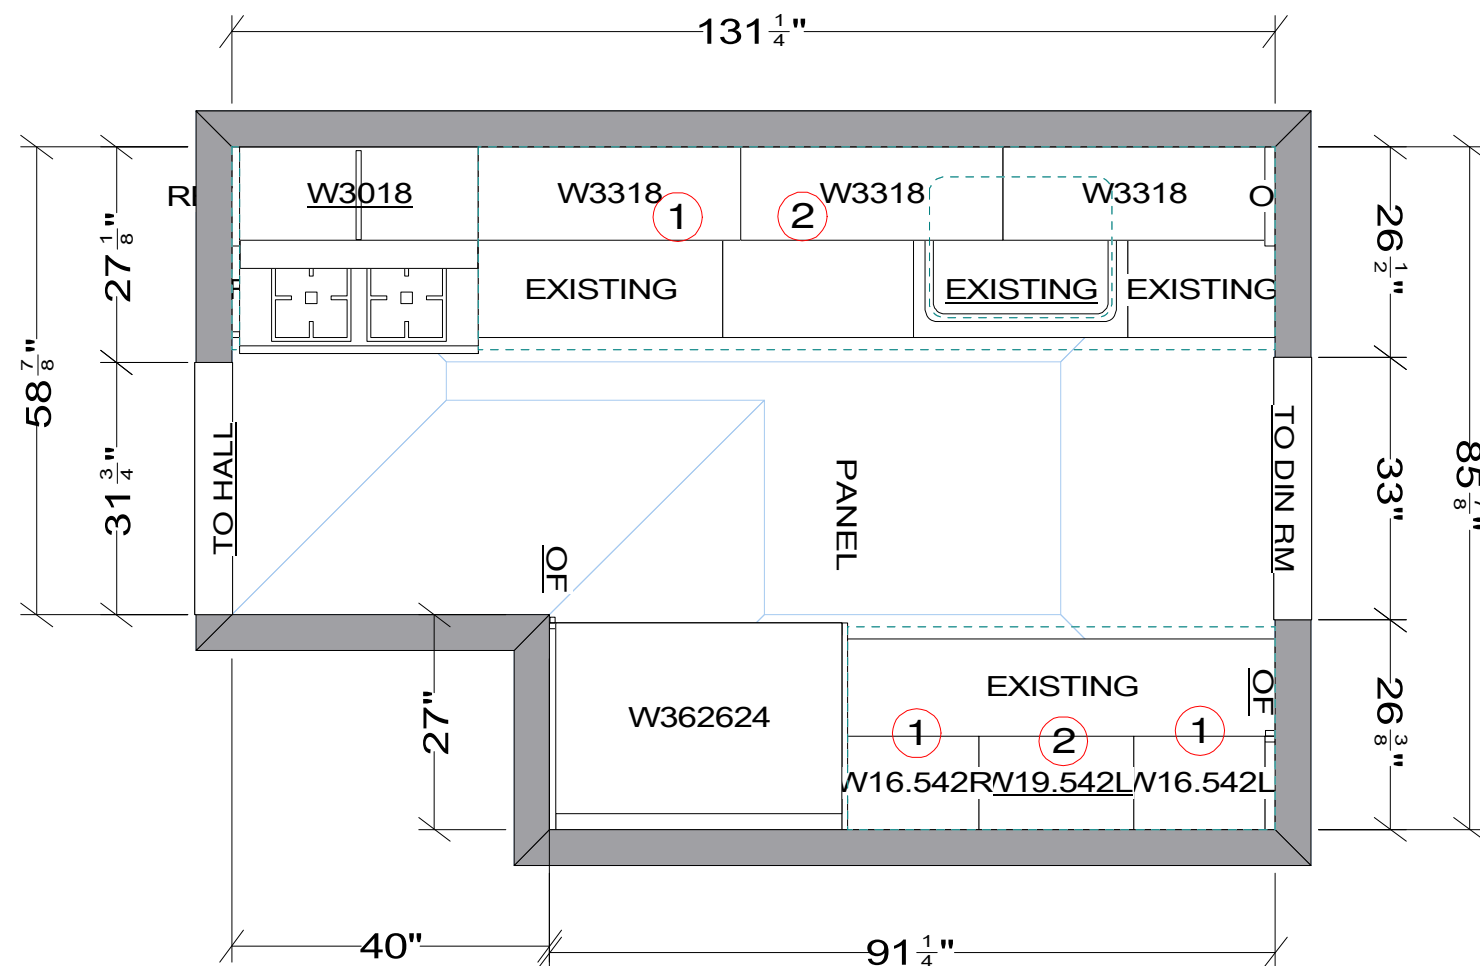 131 1/4"
RI
W3018
W3318
W3318
W3318
O
1
2
27 1/8"
26 1/2"
EXISTING
EXISTING
EXISTING
58 7/8"
31 3/4"
TO HALL
PANEL
TO DIN RM
33"
85 7/8"
OF
27"
W362624
EXISTING
OF
1
2
1
W16.542R
W19.542L
W16.542L
26 3/8"
40"
91 1/4"